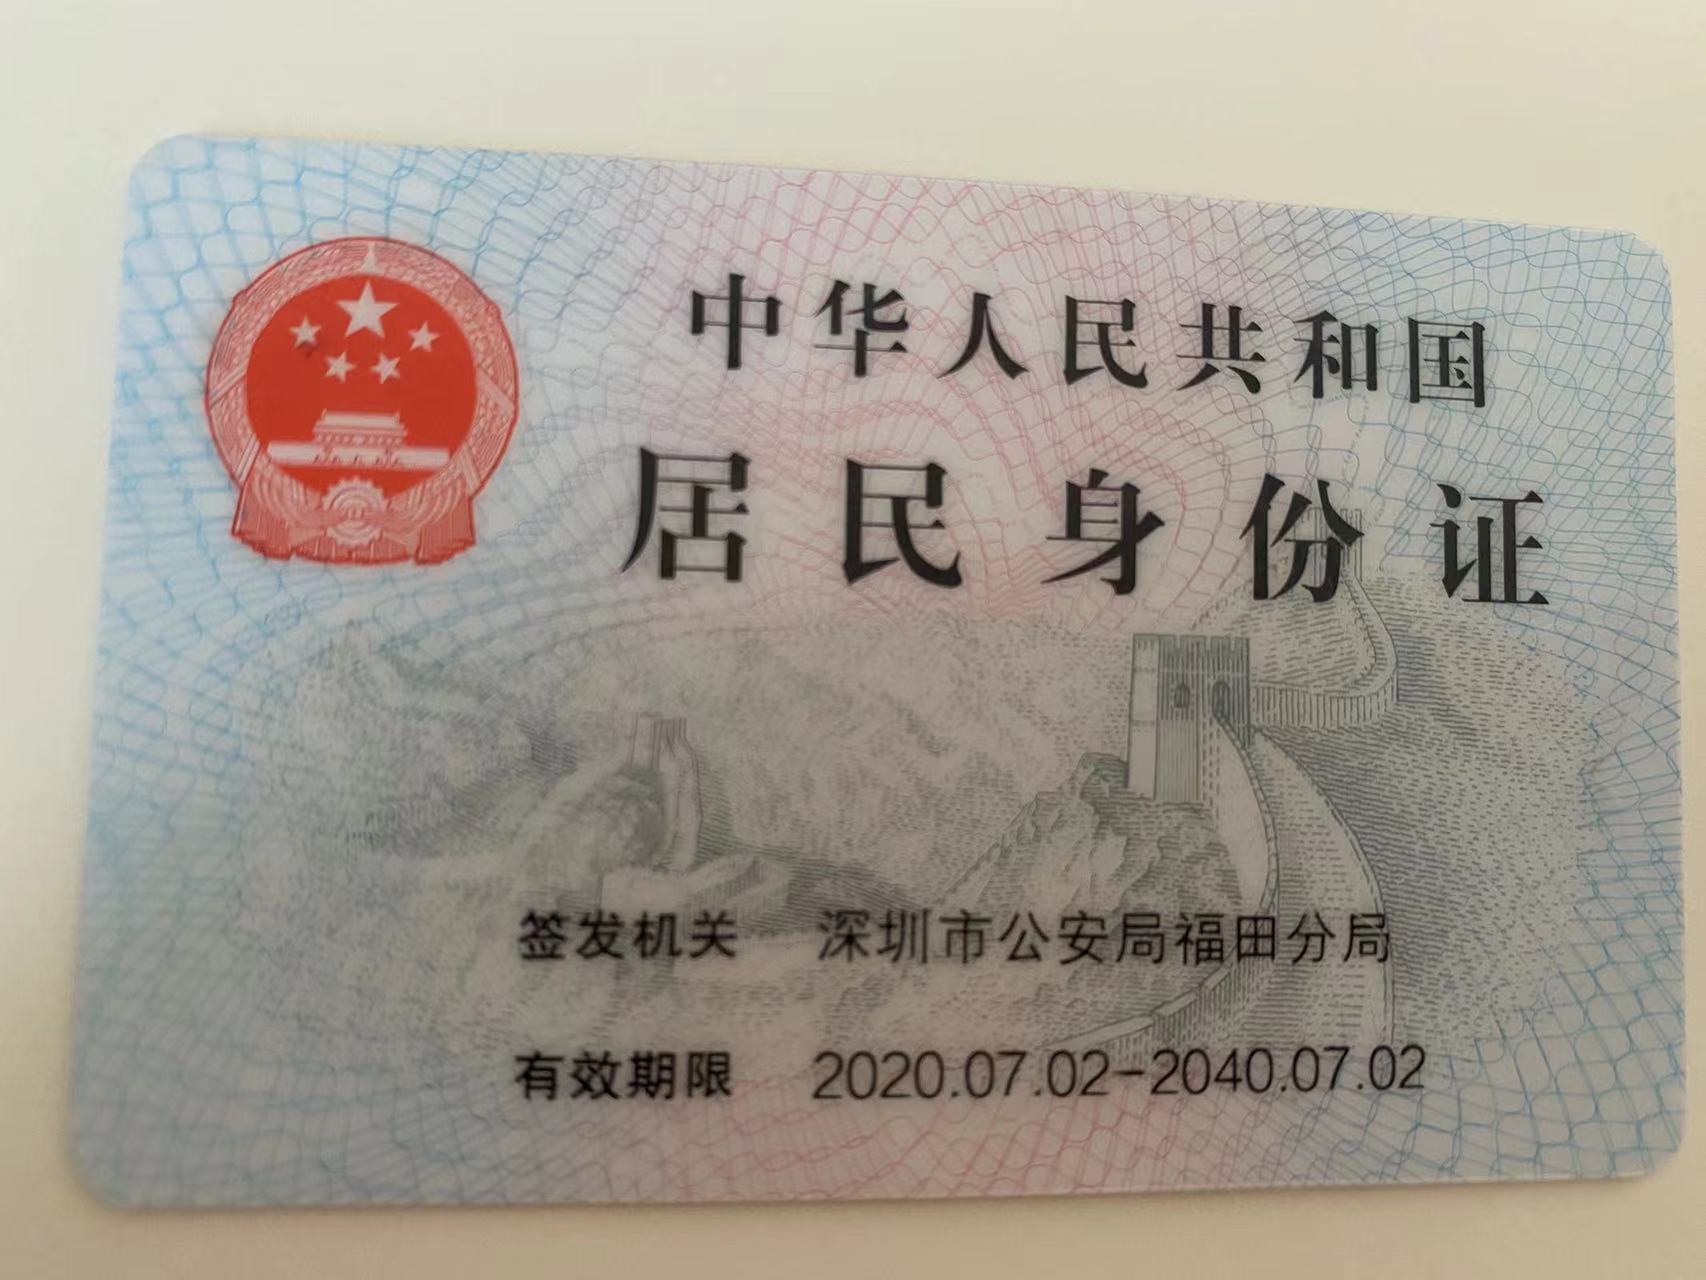 中华人民共和国
居民身份证
签发机关 深圳市公安局福田分局
有效期限 2020.07.02-2040.07.02